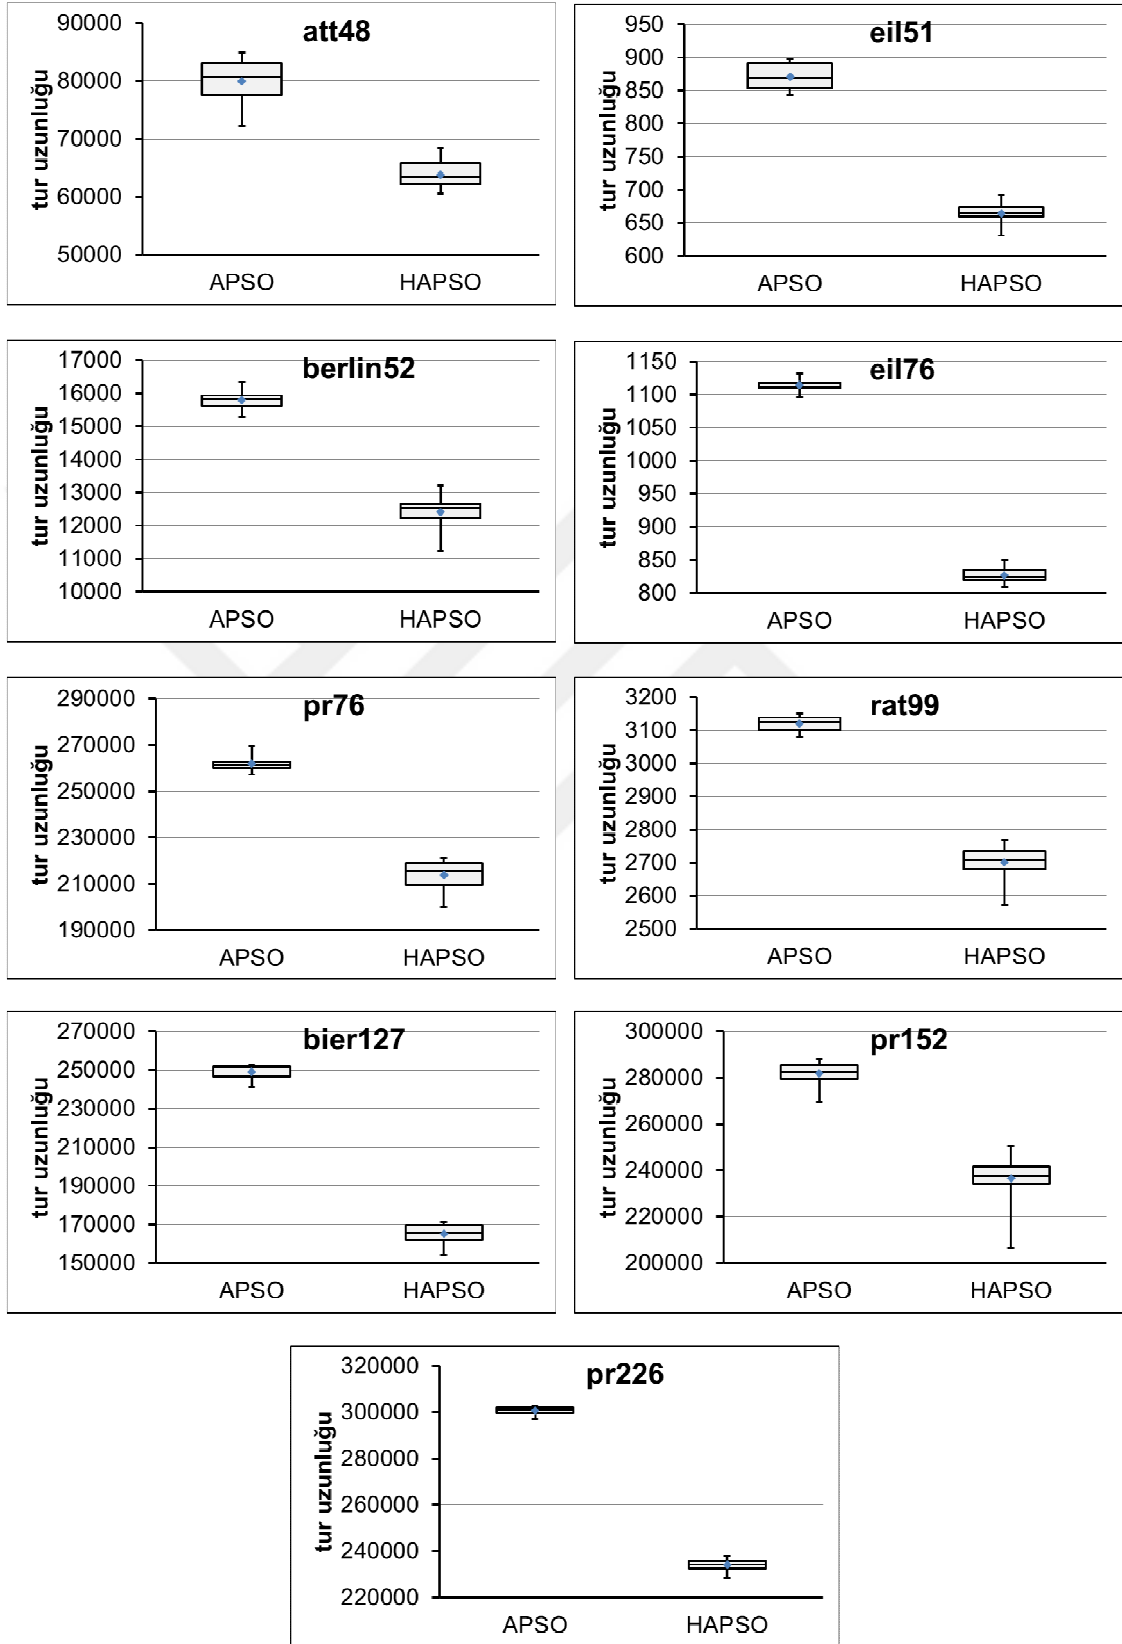 att48
tur uzunluğu
90000
80000
70000
60000
50000
APSO HAPSO
eil51
tur uzunluğu
950
900
850
800
750
700
650
600
APSO HAPSO
berlin52
tur uzunluğu
17000
16000
15000
14000
13000
12000
11000
10000
APSO HAPSO
eil76
tur uzunluğu
1150
1100
1050
1000
950
900
850
800
APSO HAPSO
pr76
tur uzunluğu
290000
270000
250000
230000
210000
190000
APSO HAPSO
rat99
tur uzunluğu
3200
3100
3000
2900
2800
2700
2600
2500
APSO HAPSO
bier127
tur uzunluğu
270000
250000
230000
210000
190000
170000
150000
APSO HAPSO
pr152
tur uzunluğu
300000
280000
260000
240000
220000
200000
APSO HAPSO
pr226
tur uzunluğu
320000
300000
280000
260000
240000
220000
APSO HAPSO